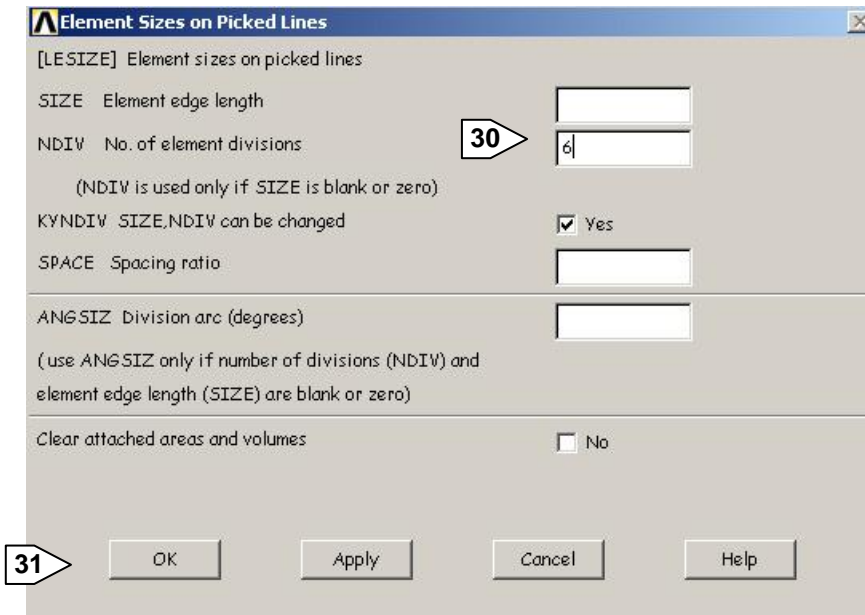 Element Sizes on Picked Lines
[LESIZE] Element sizes on picked lines
SIZE Element edge length
NDIV No. of element divisions 30 6
(NDIV is used only if SIZE is blank or zero)
KYNDIV SIZE,NDIV can be changed Yes
SPACE Spacing ratio
ANGSIZ Division arc (degrees)
( use ANGSIZ only if number of divisions (NDIV) and
element edge length (SIZE) are blank or zero)
Clear attached areas and volumes No
31 OK Apply Cancel Help